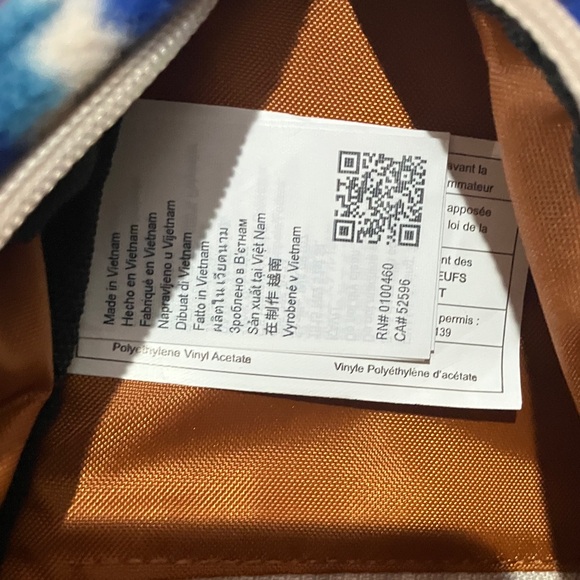 Made in Vietnam
Hecho en Vietnam
Fabriqué en Vietnam
Napravljeno u Vijetnam
Dibuat di Vietnam
Fatto in Vietnam
ผลิตใน เวียดนาม
Зроблено в В'єтнам
Sản xuất tại Việt Nam
在制作 越南
Vyrobené v Vietnam
RN# 0100460
CA# 52596
avant la
mmateur
apposée
loi de la
nt des
EUFS
T
permis :
139
Polyethylene Vinyl Acetate
Vinyle Polyéthylène d'acétate